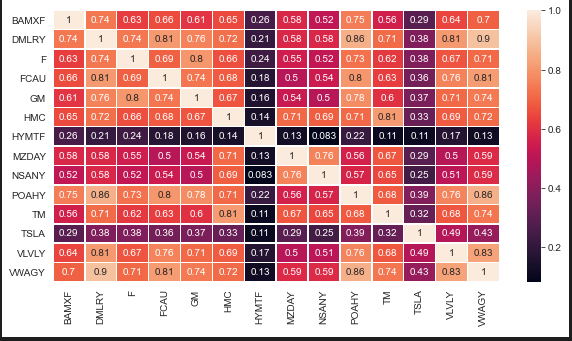 BAMXF 1 0.74 0.63 0.66 0.61 0.65 0.26 0.58 0.52 0.75 0.56 0.29 0.64 0.7
DMLRY 0.74 1 0.74 0.81 0.76 0.72 0.21 0.58 0.58 0.86 0.71 0.38 0.81 0.9
F 0.63 0.74 1 0.69 0.8 0.66 0.24 0.55 0.52 0.73 0.62 0.38 0.67 0.71
FCAU 0.66 0.81 0.69 1 0.74 0.68 0.18 0.5 0.54 0.8 0.63 0.36 0.76 0.81
GM 0.61 0.76 0.8 0.74 1 0.67 0.16 0.54 0.5 0.78 0.6 0.37 0.71 0.74
HMC 0.65 0.72 0.66 0.68 0.67 1 0.14 0.71 0.69 0.71 0.81 0.33 0.69 0.72
HYMTF 0.26 0.21 0.24 0.18 0.16 0.14 1 0.13 0.083 0.22 0.11 0.11 0.17 0.13
MZDAY 0.58 0.58 0.55 0.5 0.54 0.71 0.13 1 0.76 0.56 0.67 0.29 0.5 0.59
NSANY 0.52 0.58 0.52 0.54 0.5 0.69 0.083 0.76 1 0.57 0.65 0.25 0.51 0.59
POAHY 0.75 0.86 0.73 0.8 0.78 0.71 0.22 0.56 0.57 1 0.68 0.39 0.76 0.86
TM 0.56 0.71 0.62 0.63 0.6 0.81 0.11 0.67 0.65 0.68 1 0.32 0.68 0.74
TSLA 0.29 0.38 0.38 0.36 0.37 0.33 0.11 0.29 0.25 0.39 0.32 1 0.49 0.43
VLVLY 0.64 0.81 0.67 0.76 0.71 0.69 0.17 0.5 0.51 0.76 0.68 0.49 1 0.83
VWAGY 0.7 0.9 0.71 0.81 0.74 0.72 0.13 0.59 0.59 0.86 0.74 0.43 0.83 1
BAMXF DMLRY F FCAU GM HMC HYMTF MZDAY NSANY POAHY TM TSLA VLVLY VWAGY
1.0
0.8
0.6
0.4
0.2